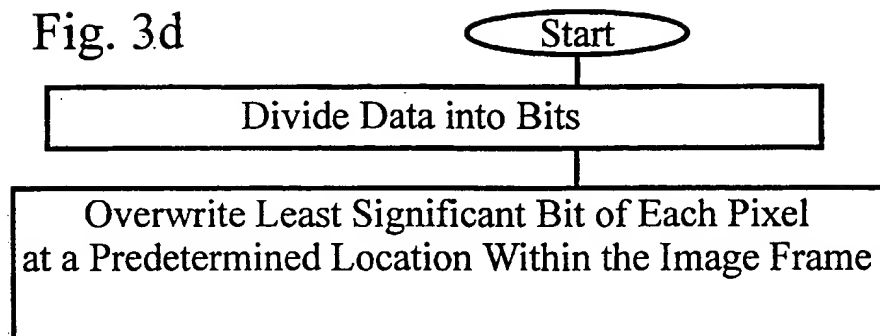 Fig. 3d
Start
Divide Data into Bits
Overwrite Least Significant Bit of Each Pixel
at a Predetermined Location Within the Image Frame